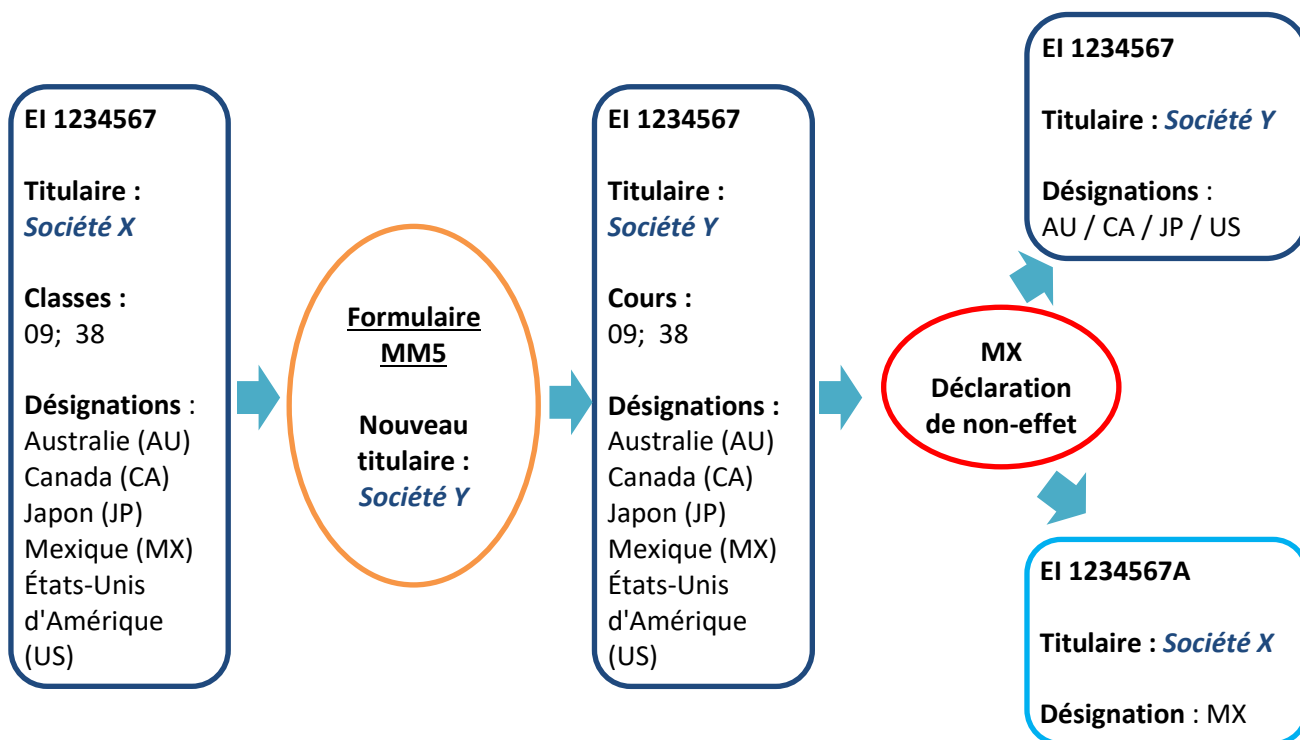 EI 1234567
Titulaire :
Société X
Classes :
09;  38
Désignations :
Australie (AU)
Canada (CA)
Japon (JP)
Mexique (MX)
États-Unis
d'Amérique
(US)
Formulaire
MM5
Nouveau
titulaire :
Société Y
EI 1234567
Titulaire :
Société Y
Cours :
09;  38
Désignations :
Australie (AU)
Canada (CA)
Japon (JP)
Mexique (MX)
États-Unis
d'Amérique
(US)
MX
Déclaration
de non-effet
EI 1234567
Titulaire : Société Y
Désignations :
AU / CA / JP / US
EI 1234567A
Titulaire : Société X
Désignation : MX